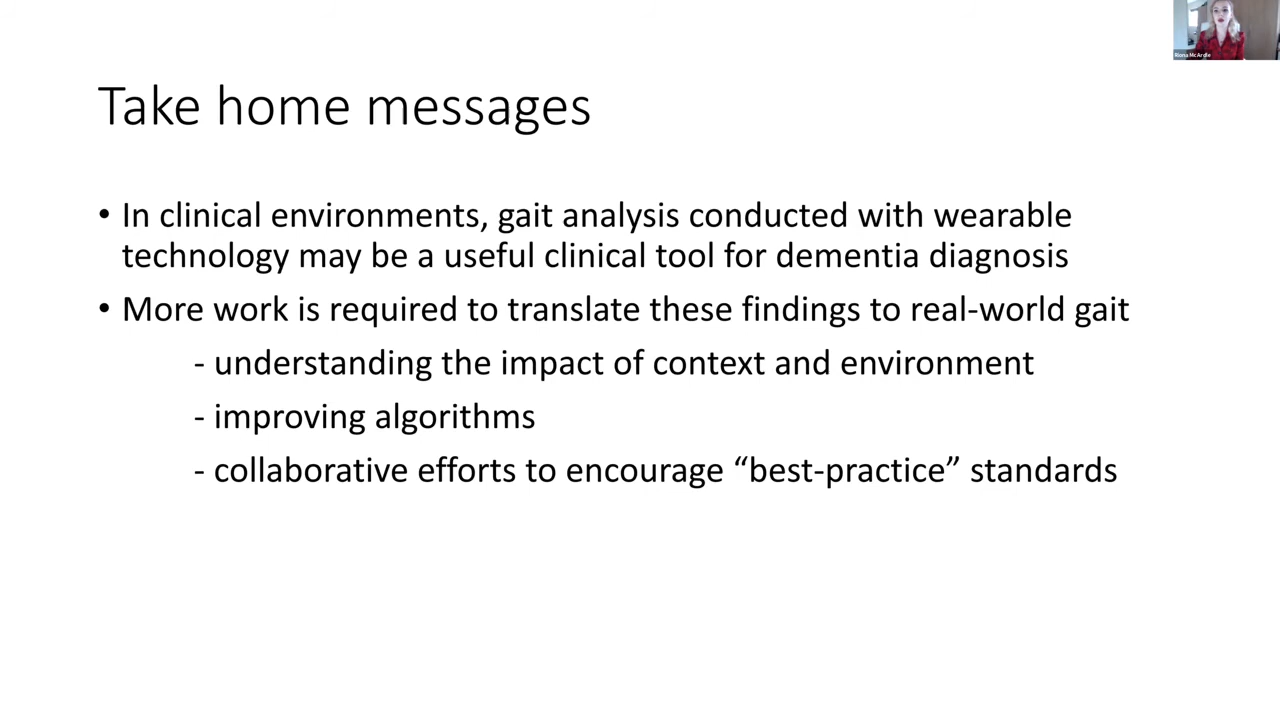 Riona McArdle
Take home messages
• In clinical environments, gait analysis conducted with wearable
technology may be a useful clinical tool for dementia diagnosis
• More work is required to translate these findings to real-world gait
- understanding the impact of context and environment
- improving algorithms
- collaborative efforts to encourage “best-practice” standards